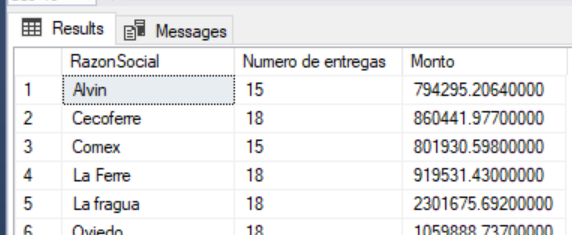 Results Messages
RazonSocial Numero de entregas Monto
1 Alvin 15 794295.20640000
2 Cecoferre 18 860441.97700000
3 Comex 15 801930.59800000
4 La Ferre 18 919531.43000000
5 La fragua 18 2301675.69200000
6 Oviedo 18 1059888.73700000